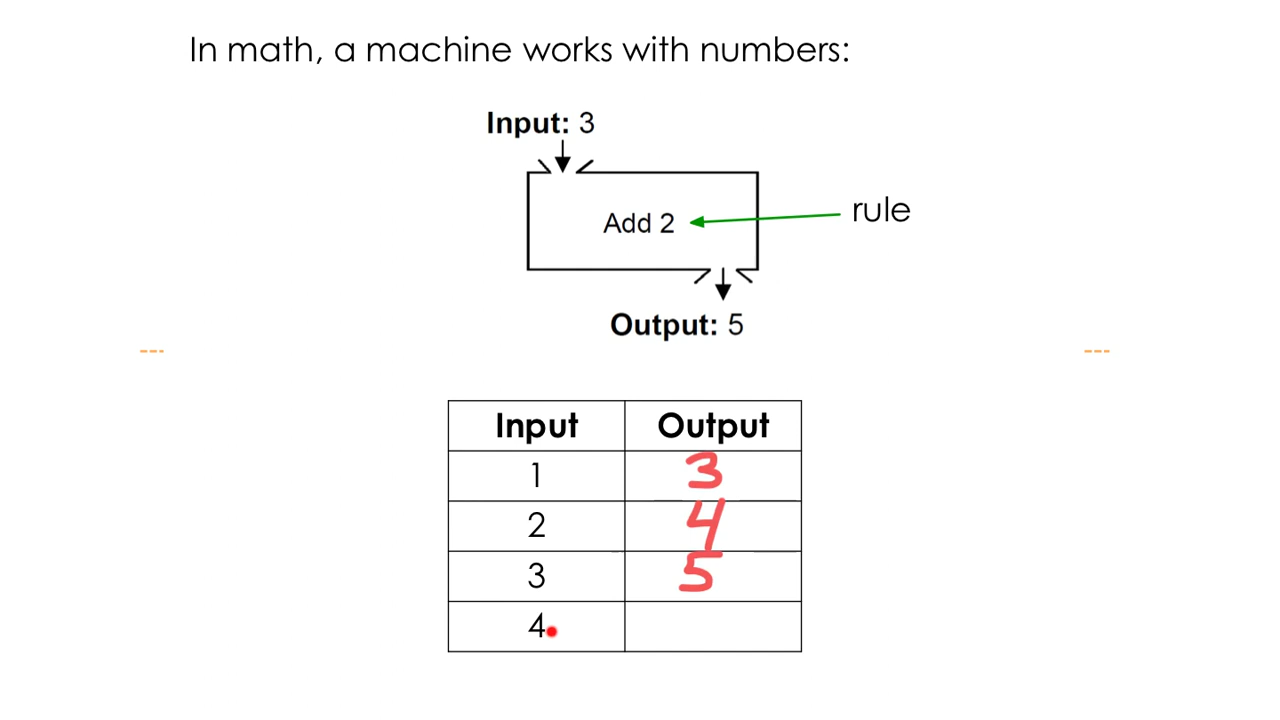 In math, a machine works with numbers:
Input: 3
Add 2
rule
Output: 5
Input Output
1 3
2 4
3 5
4